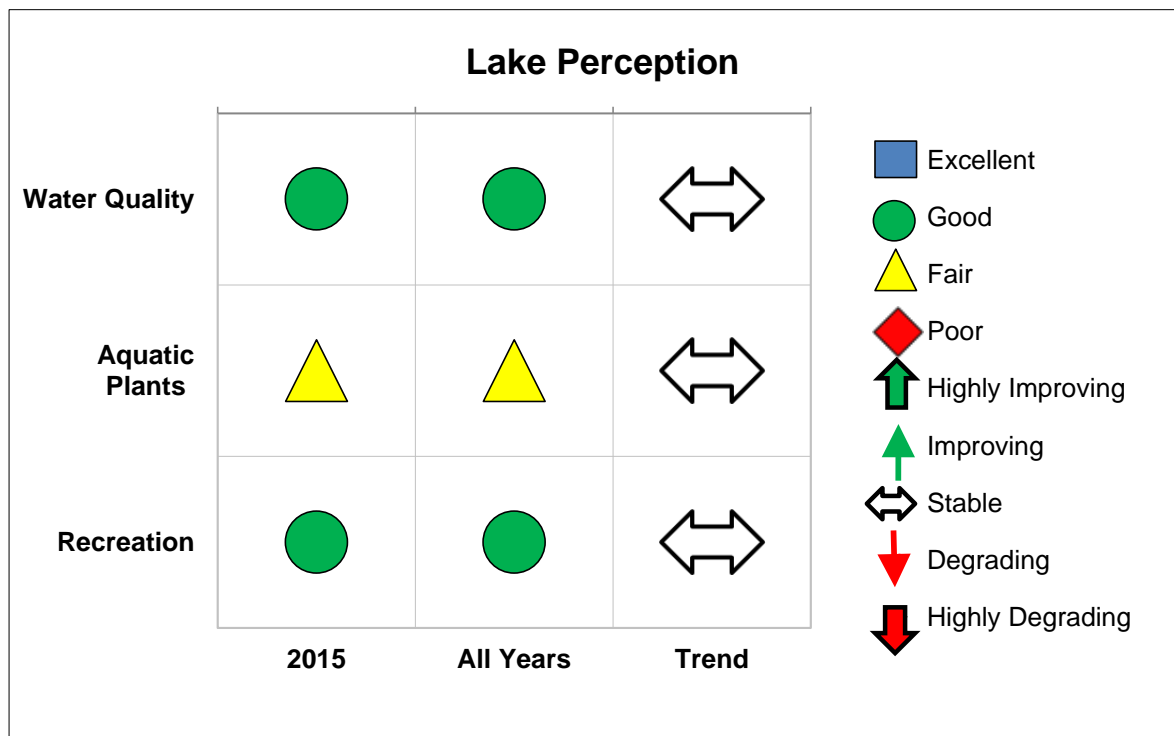 Lake Perception
Water Quality
Aquatic
Plants
Recreation
2015
All Years
Trend
Excellent
Good
Fair
Poor
Highly Improving
Improving
Stable
Degrading
Highly Degrading